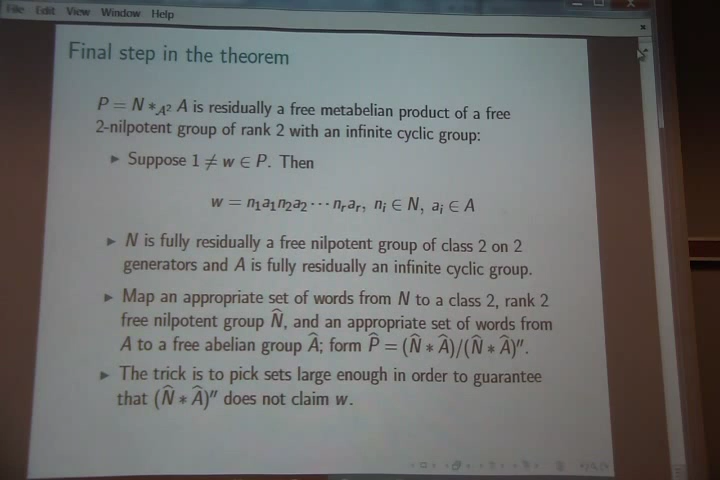 File Edit View Window Help
Final step in the theorem
P = N *_{A²} A is residually a free metabelian product of a free
2-nilpotent group of rank 2 with an infinite cyclic group:
▶ Suppose 1 ≠ w ∈ P. Then
w = n₁a₁n₂a₂ ⋯ nᵣaᵣ, nᵢ ∈ N, aᵢ ∈ A
▶ N is fully residually a free nilpotent group of class 2 on 2
generators and A is fully residually an infinite cyclic group.
▶ Map an appropriate set of words from N to a class 2, rank 2
free nilpotent group N̂, and an appropriate set of words from
A to a free abelian group Â; form P̂ = (N̂ * Â)/(N̂ * Â)″.
▶ The trick is to pick sets large enough in order to guarantee
that (N̂ * Â)″ does not claim w.